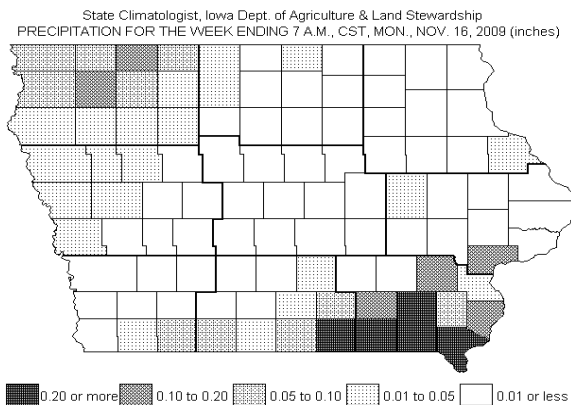 State Climatologist, Iowa Dept. of Agriculture & Land Stewardship
PRECIPITATION FOR THE WEEK ENDING 7 A.M., CST, MON., NOV. 16, 2009 (inches)
0.20 or more 0.10 to 0.20 0.05 to 0.10 0.01 to 0.05 0.01 or less